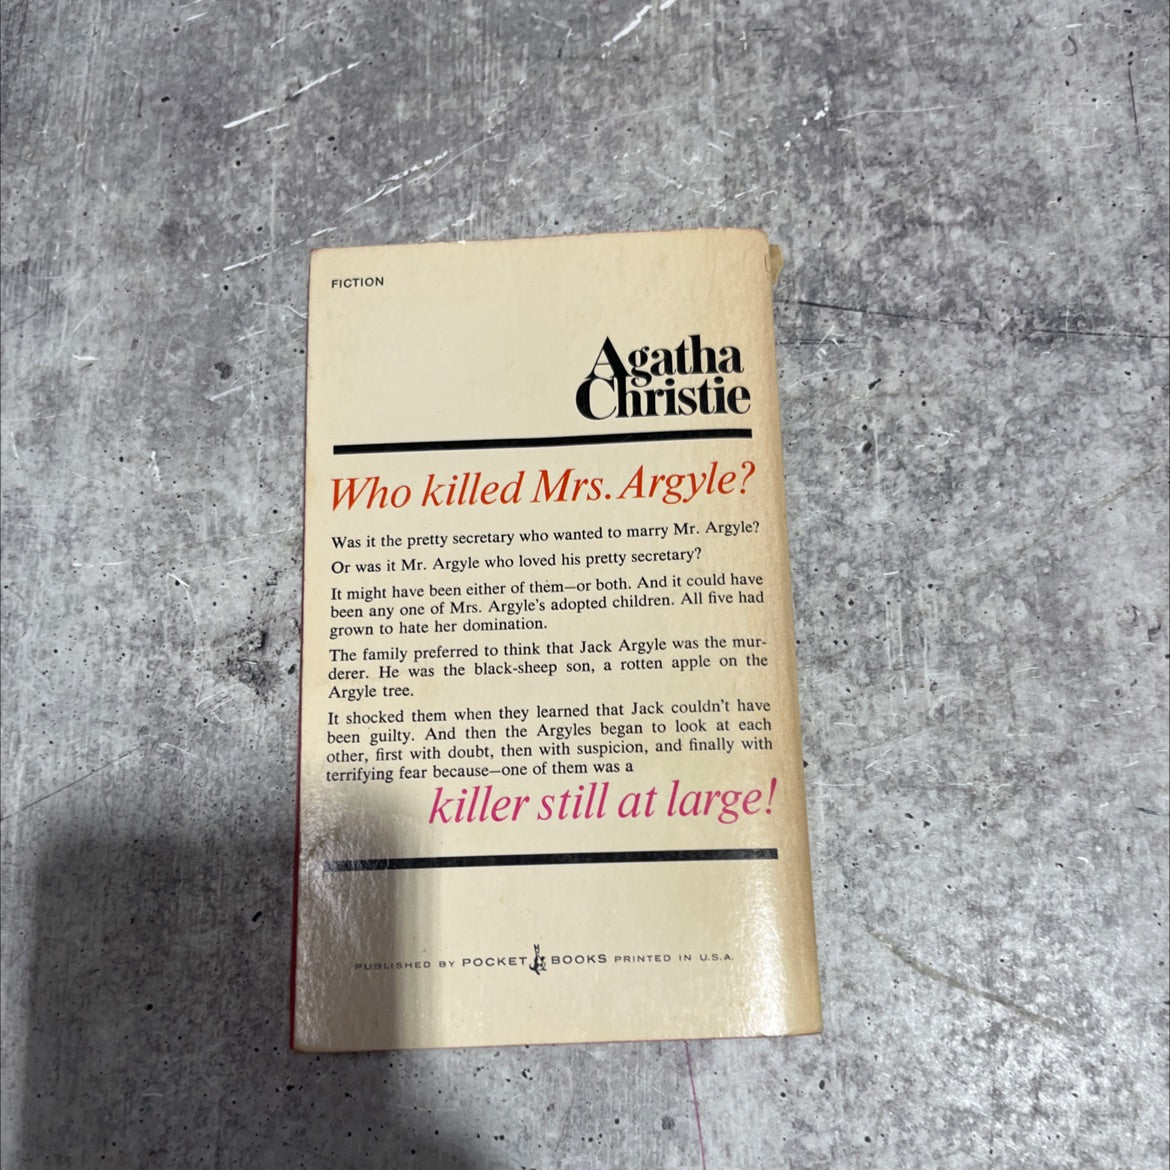 FICTION
Agatha
Christie
Who killed Mrs. Argyle?
Was it the pretty secretary who wanted to marry Mr. Argyle?
Or was it Mr. Argyle who loved his pretty secretary?
It might have been either of them—or both. And it could have
been any one of Mrs. Argyle's adopted children. All five had
grown to hate her domination.
The family preferred to think that Jack Argyle was the mur-
derer. He was the black-sheep son, a rotten apple on the
Argyle tree.
It shocked them when they learned that Jack couldn't have
been guilty. And then the Argyles began to look at each
other, first with doubt, then with suspicion, and finally with
terrifying fear because—one of them was a
killer still at large!
PUBLISHED BY POCKET BOOKS PRINTED IN U.S.A.